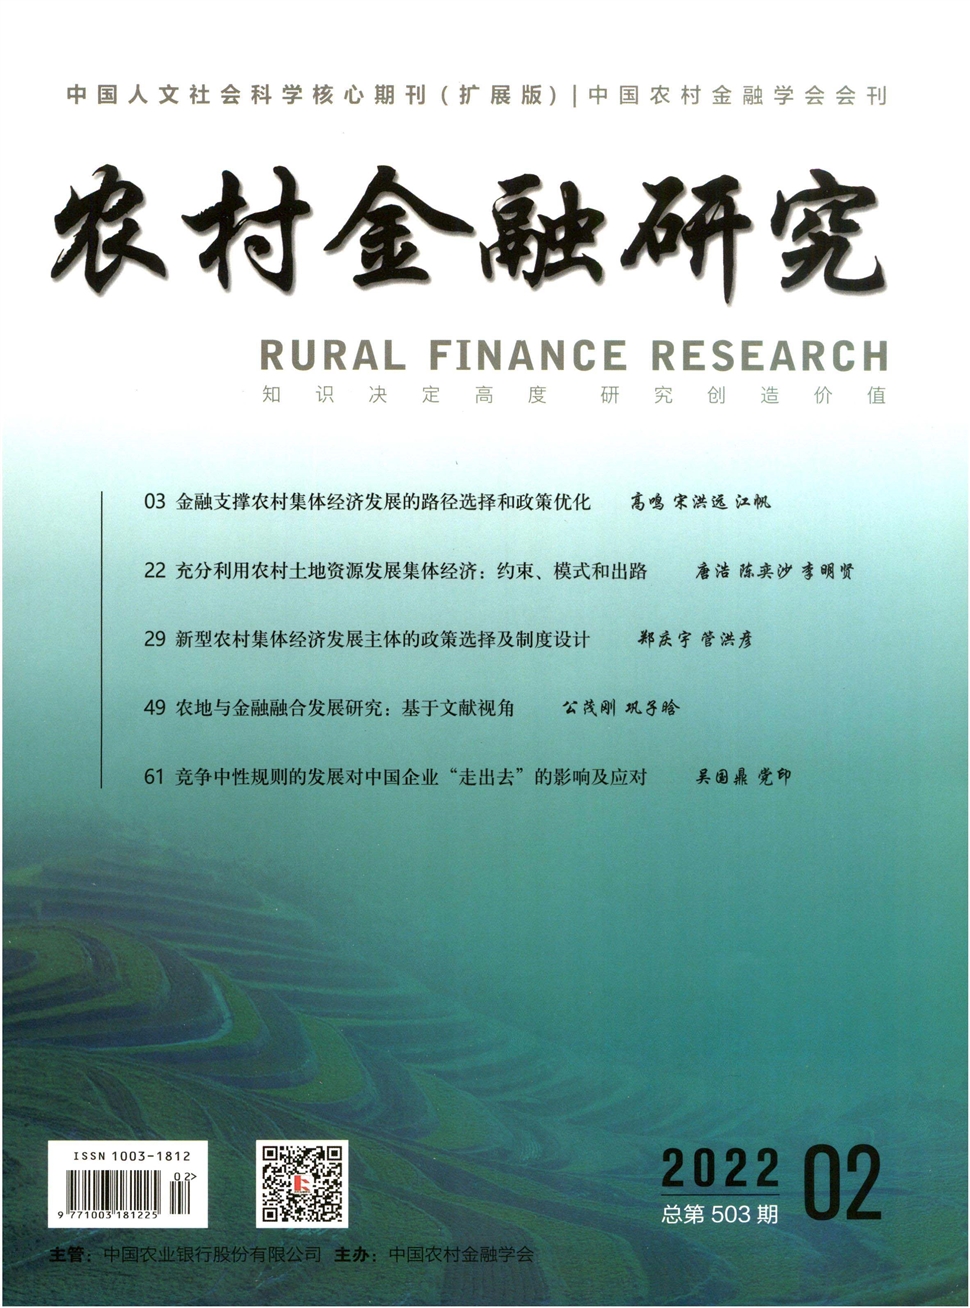 中国人文社会科学核心期刊(扩展版)|中国农村金融学会会刊
农村金融研究
RURAL FINANCE RESEARCH
知识决定高度 研究创造价值
03 金融支撑农村集体经济发展的路径选择和政策优化 高鸣 宋洪远 江帆
22 充分利用农村土地资源发展集体经济：约束、模式和出路 唐浩 陈奕沙 李明贤
29 新型农村集体经济发展主体的政策选择及制度设计 郑庆宇 管洪彦
49 农地与金融融合发展研究：基于文献视角 公茂刚 巩子晗
61 竞争中性规则的发展对中国企业“走出去”的影响及应对 吴国鼎 党印
ISSN 1003-1812
02>
9 771003 181225
2022 02
总第 503 期
主管：中国农业银行股份有限公司 主办：中国农村金融学会